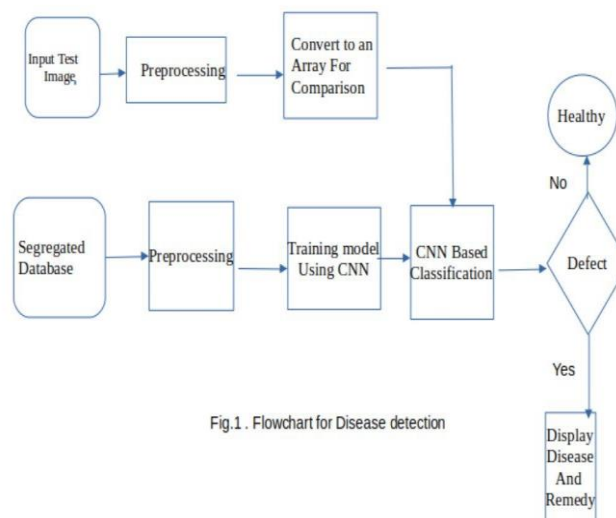 Input Test
Image,
Preprocessing
Convert to an
Array For
Comparison
Healthy
No
Segregated
Database
Preprocessing
Training model
Using CNN
CNN Based
Classification
Defect
Yes
Fig.1 . Flowchart for Disease detection
Display
Disease
And
Remedy